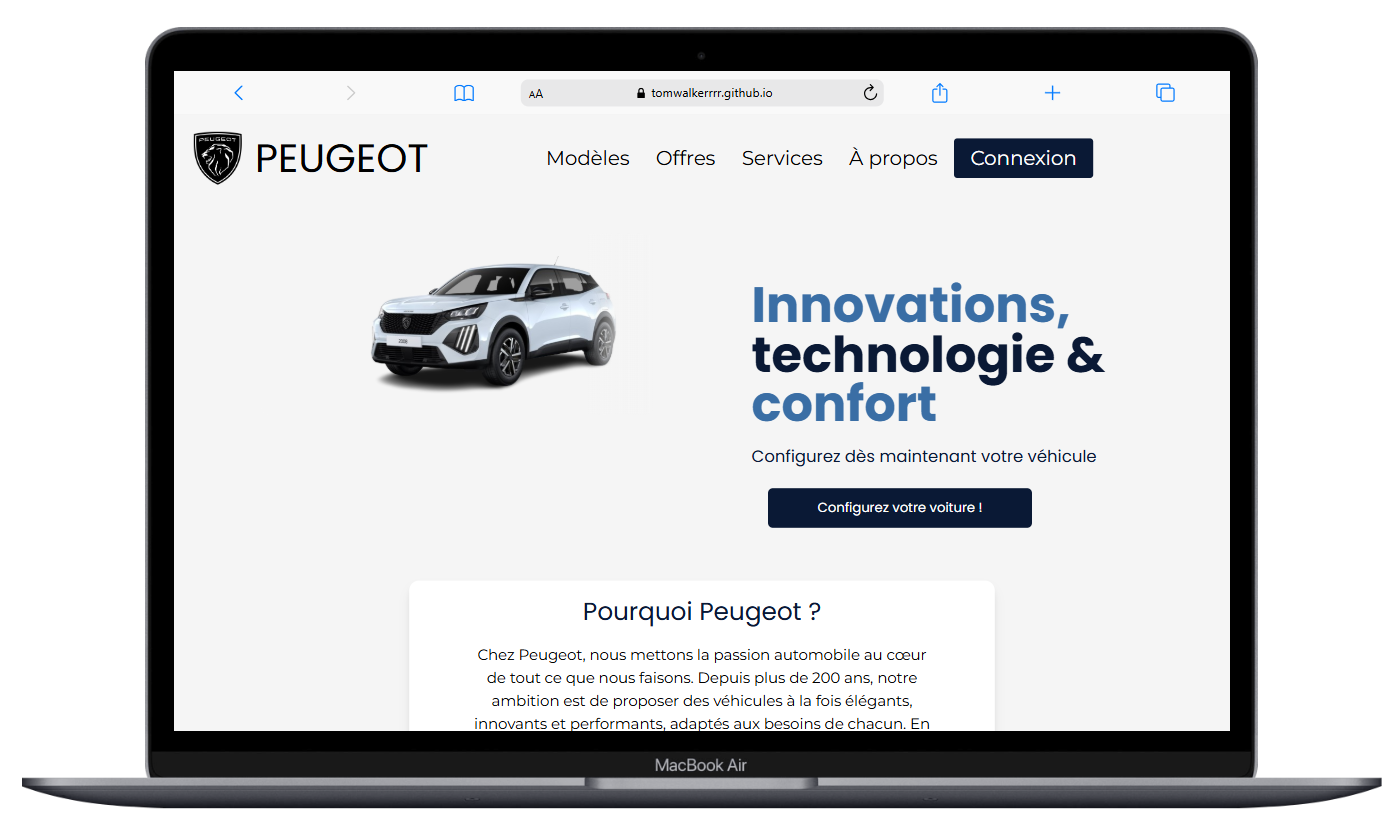 AA tomwalkerrrr.github.io
PEUGEOT
PEUGEOT Modèles Offres Services À propos Connexion
Innovations,
technologie &
confort
2008
Configurez dès maintenant votre véhicule
Configurez votre voiture !
Pourquoi Peugeot ?
Chez Peugeot, nous mettons la passion automobile au cœur
de tout ce que nous faisons. Depuis plus de 200 ans, notre
ambition est de proposer des véhicules à la fois élégants,
innovants et performants, adaptés aux besoins de chacun. En
MacBook Air